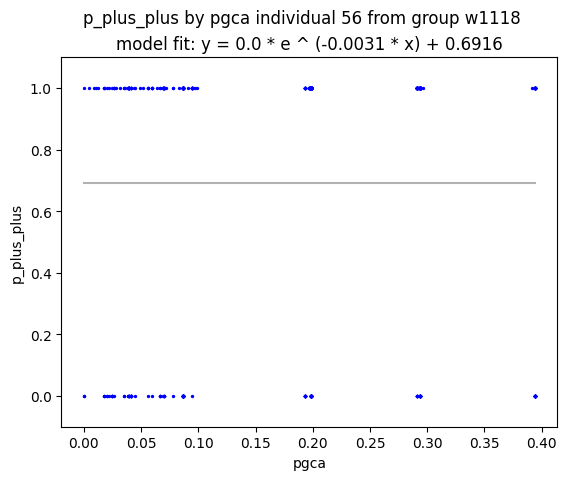 p_plus_plus by pgca individual 56 from group w1118
model fit: y = 0.0 * e ^ (-0.0031 * x) + 0.6916
1.0
0.8
0.6
0.4
0.2
0.0
p_plus_plus
0.00 0.05 0.10 0.15 0.20 0.25 0.30 0.35 0.40
pgca